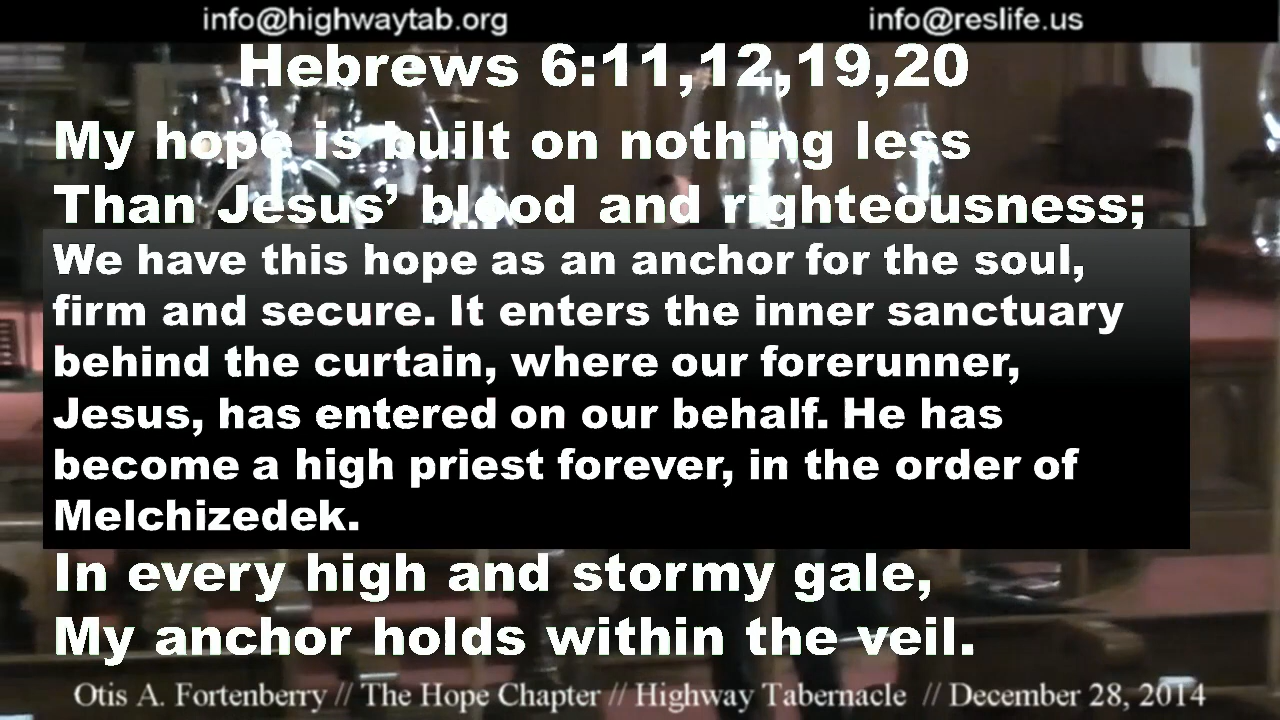 info@highwaytab.org info@reslife.us
Hebrews 6:11,12,19,20
My hope is built on nothing less
Than Jesus’ blood and righteousness;
We have this hope as an anchor for the soul,
firm and secure. It enters the inner sanctuary
behind the curtain, where our forerunner,
Jesus, has entered on our behalf. He has
become a high priest forever, in the order of
Melchizedek.
In every high and stormy gale,
My anchor holds within the veil.
Otis A. Fortenberry // The Hope Chapter // Highway Tabernacle // December 28, 2014